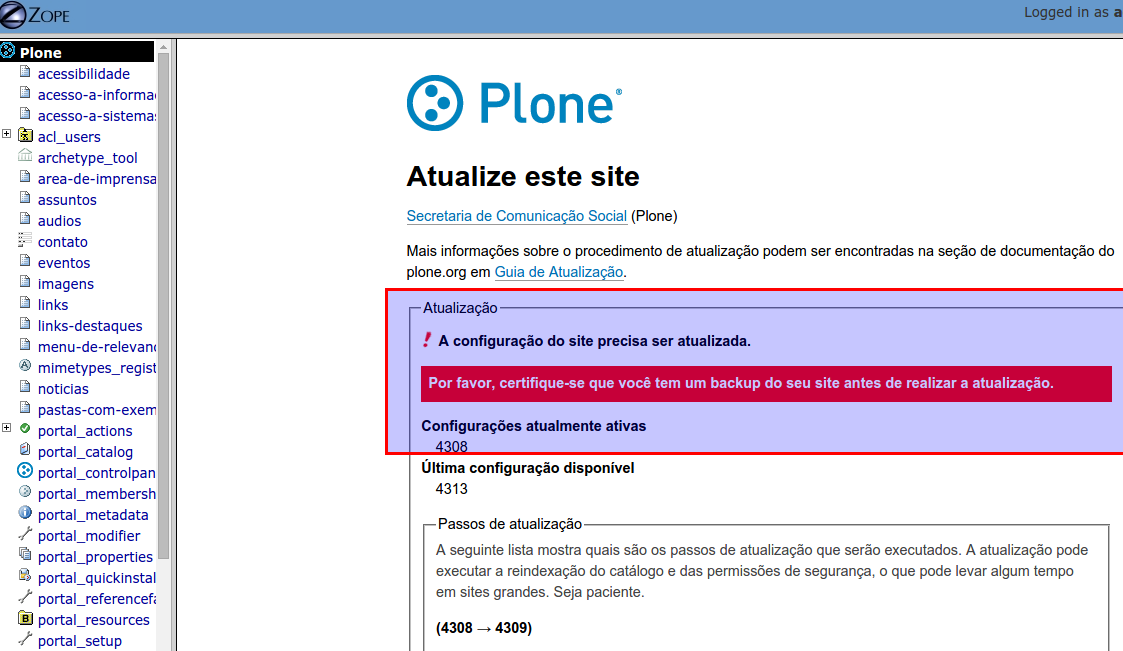 ZOPE
Logged in as a
Plone
acessibilidade
acesso-a-informa
acesso-a-sistemas
acl_users
archetype_tool
area-de-imprensa
assuntos
audios
contato
eventos
imagens
links
links-destaques
menu-de-relevan
mimetypes_regist
noticias
pastas-com-exem
portal_actions
portal_catalog
portal_controlpan
portal_membersh
portal_metadata
portal_modifier
portal_properties
portal_quickinstal
portal_referencefa
portal_resources
portal_setup
Plone®
Atualize este site
Secretaria de Comunicação Social (Plone)
Mais informações sobre o procedimento de atualização podem ser encontradas na seção de documentação do
plone.org em Guia de Atualização.
Atualização
A configuração do site precisa ser atualizada.
Por favor, certifique-se que você tem um backup do seu site antes de realizar a atualização.
Configurações atualmente ativas
4308
Última configuração disponível
4313
Passos de atualização
A seguinte lista mostra quais são os passos de atualização que serão executados. A atualização pode
executar a reindexação do catálogo e das permissões de segurança, o que pode levar algum tempo
em sites grandes. Seja paciente.
(4308 → 4309)